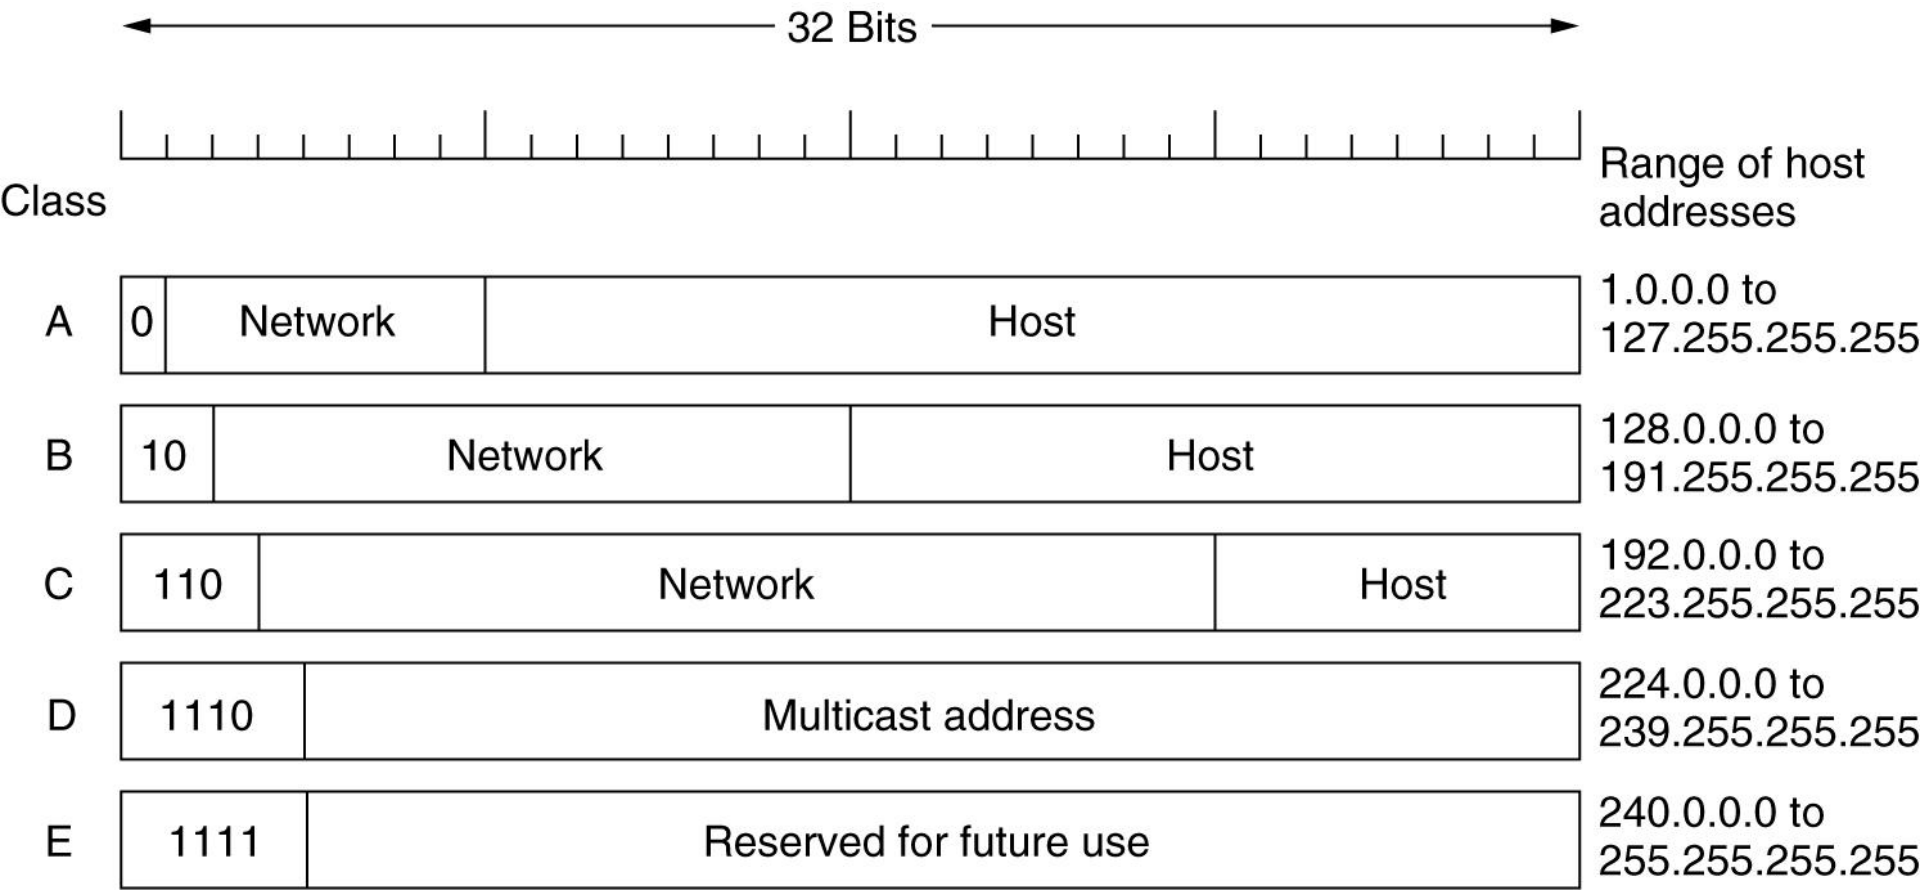 32 Bits
Class
Range of host
addresses
A
0
Network
Host
1.0.0.0 to
127.255.255.255
B
10
Network
Host
128.0.0.0 to
191.255.255.255
C
110
Network
Host
192.0.0.0 to
223.255.255.255
D
1110
Multicast address
224.0.0.0 to
239.255.255.255
E
1111
Reserved for future use
240.0.0.0 to
255.255.255.255